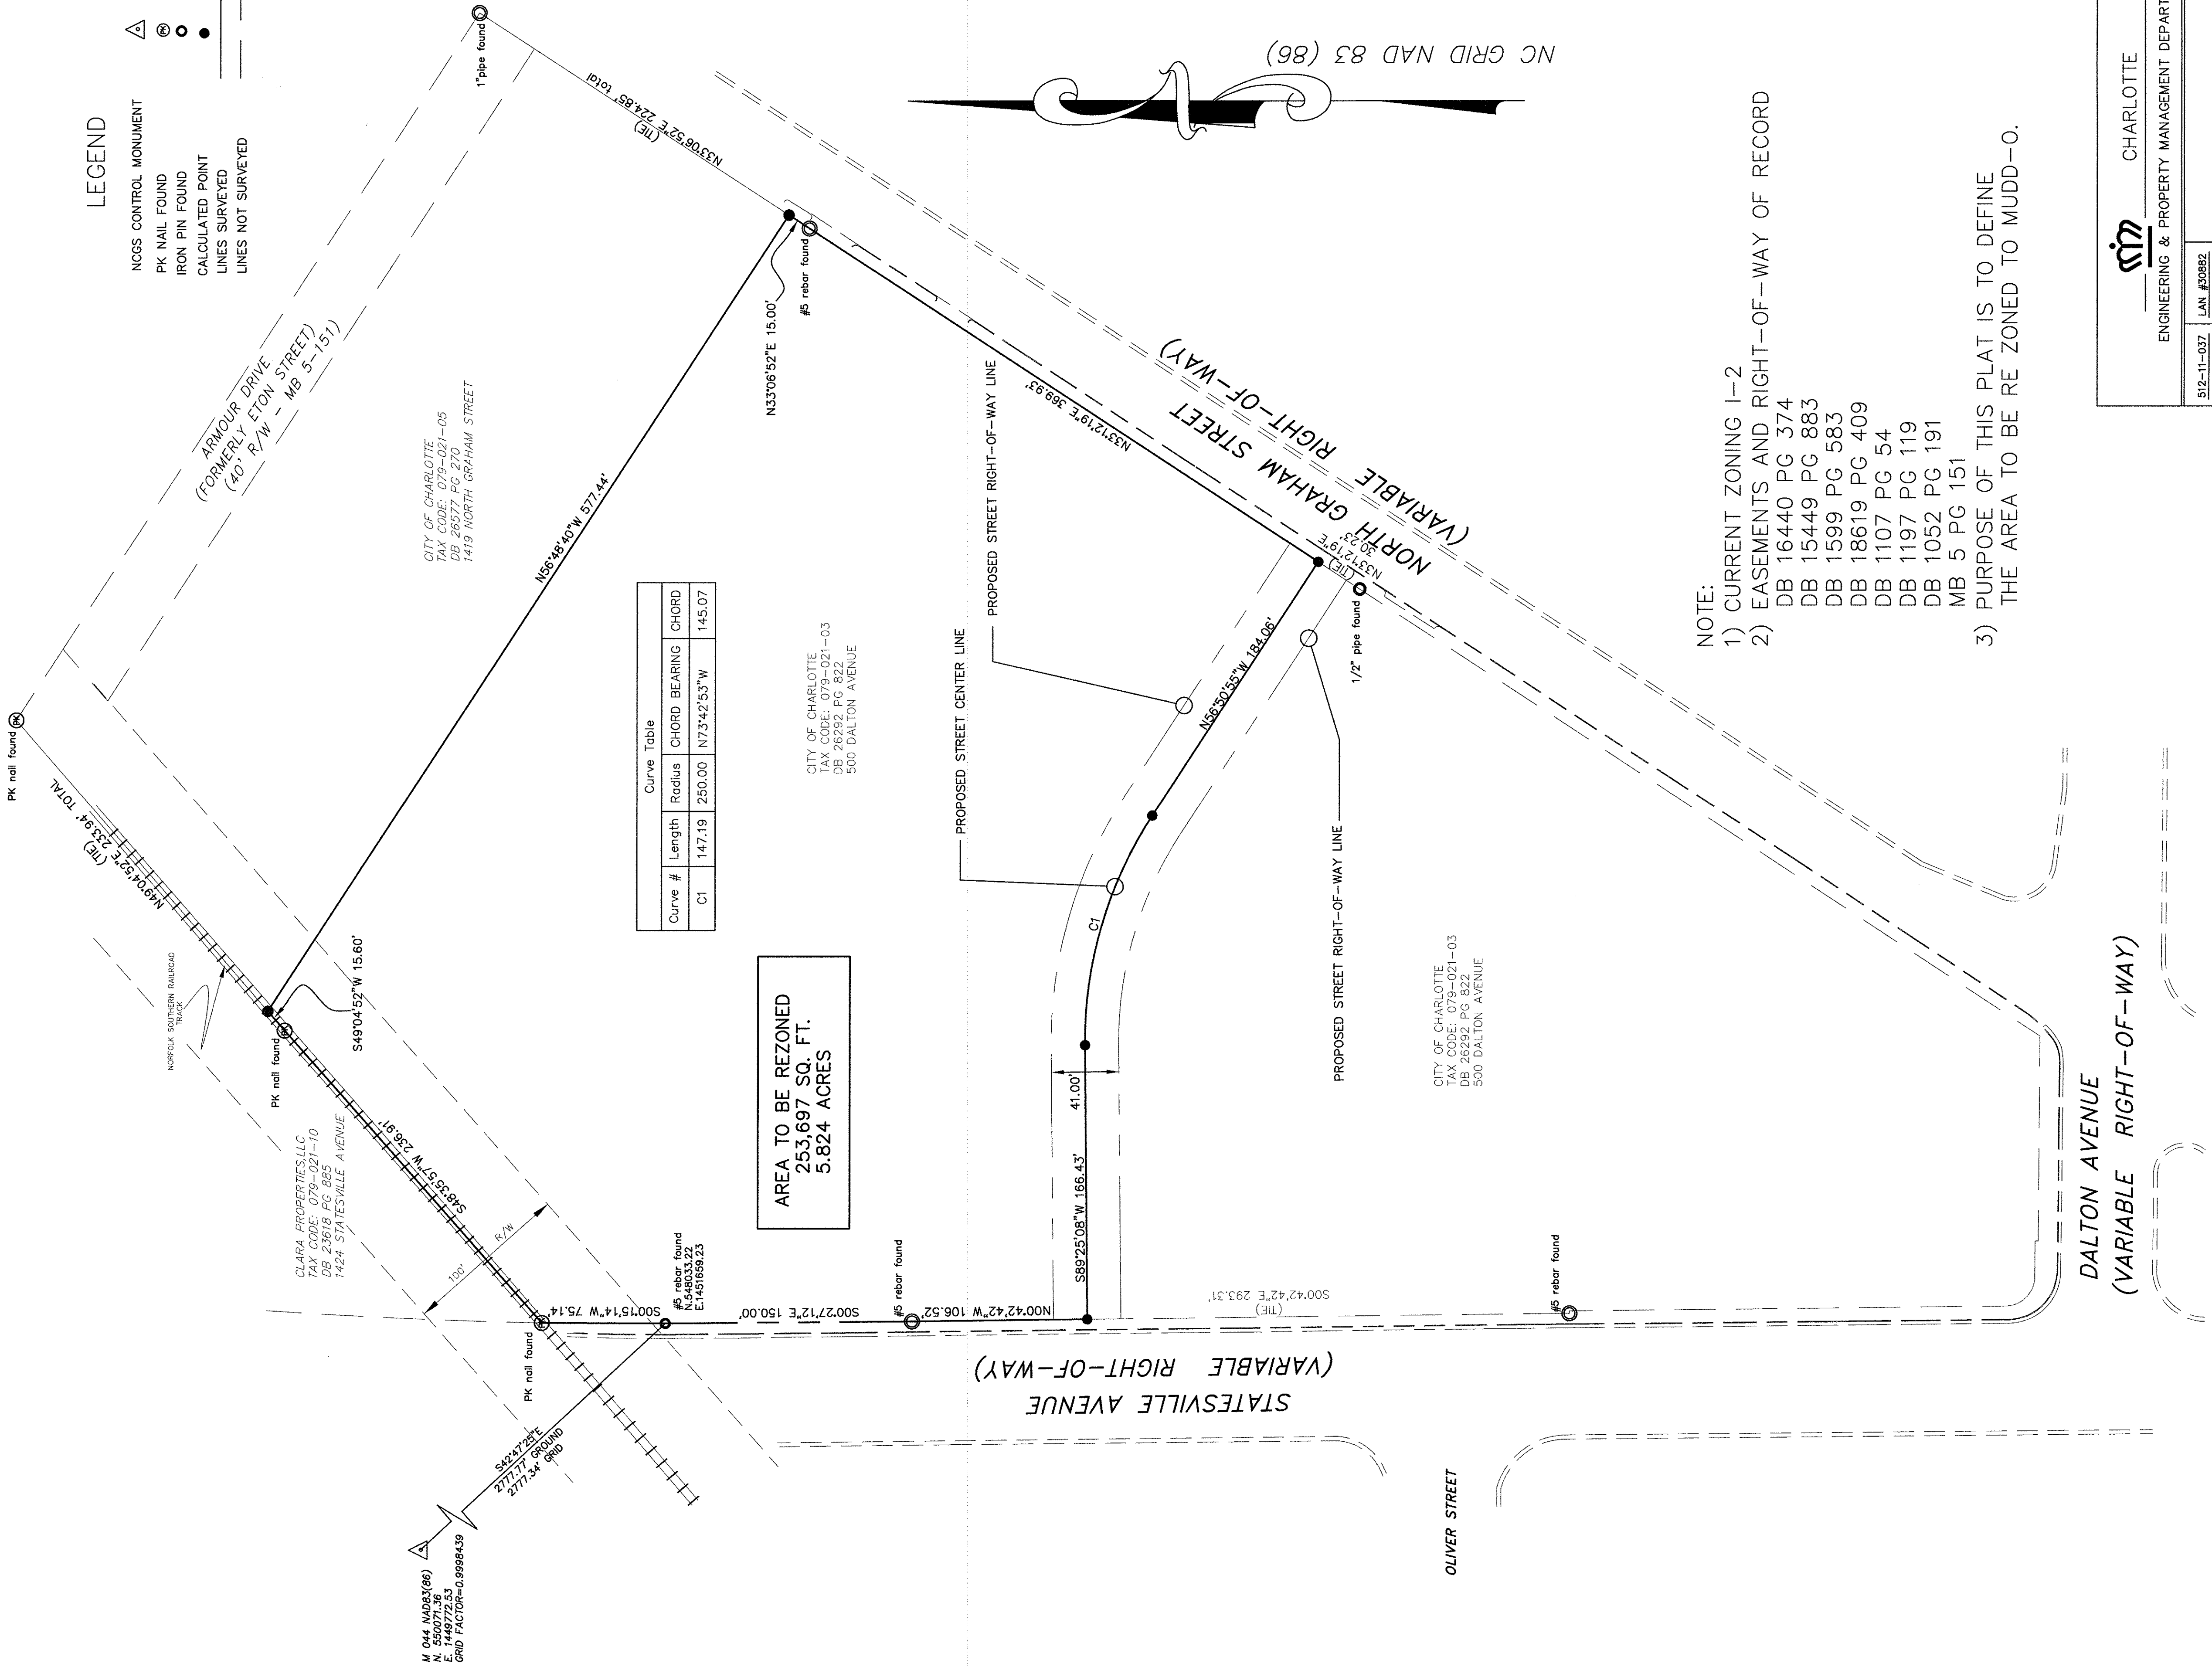 LEGEND
NCGS CONTROL MONUMENT
PK NAIL FOUND
PK
IRON PIN FOUND
CALCULATED POINT
LINES SURVEYED
LINES NOT SURVEYED
1"pipe found
ARMOUR DRIVE
(FORMERLY ETON STREET)
(40' R/W - MB 5-151)
N33°06'52"E 224.85' total
(TIE)
NC GRID NAD 83 (86)
PK nail found
PK
N49°04'52"E 233.94' TOTAL
(TIE)
CITY OF CHARLOTTE
TAX CODE: 079-021-05
DB 26577 PG 270
1419 NORTH GRAHAM STREET
N56°48'40"W 577.44'
N33°06'52"E 15.00'
#5 rebar found
NORFOLK SOUTHERN RAILROAD
TRACK
S49°04'52"W 15.60'
PK nail found
PK
Curve Table
Curve # Length Radius CHORD BEARING CHORD
C1 147.19 250.00 N73°42'53"W 145.07
CITY OF CHARLOTTE
TAX CODE: 079-021-03
DB 26292 PG 822
500 DALTON AVENUE
PROPOSED STREET RIGHT-OF-WAY LINE
PROPOSED STREET CENTER LINE
N33°12'19"E 369.93'
NORTH GRAHAM STREET
(VARIABLE RIGHT-OF-WAY)
N33°12'19"E
30.23'
(TIE)
1/2" pipe found
N56°50'55"W 184.06'
C1
PROPOSED STREET RIGHT-OF-WAY LINE
AREA TO BE REZONED
253,697 SQ. FT.
5.824 ACRES
CLARA PROPERTIES,LLC
TAX CODE: 079-021-10
DB 23618 PG 885
1424 STATESVILLE AVENUE
S48°35'57"W 236.91'
100' R/W
41.00'
S89°25'08"W 166.43'
CITY OF CHARLOTTE
TAX CODE: 079-021-03
DB 26292 PG 822
500 DALTON AVENUE
PK nail found
PK
S00°15'14"W 75.14'
#5 rebar found
N.548033.22
E.1451659.23
S00°27'12"E 150.00'
#5 rebar found
N00°42'42"W 106.52'
S00°42'42"E 293.31'
(TIE)
#5 rebar found
STATESVILLE AVENUE
(VARIABLE RIGHT-OF-WAY)
S42°47'25"E
2777.77' GROUND
2777.34' GRID
M 044 NAD83(86)
N. 550071.36
E. 1449772.53
GRID FACTOR=0.9998439
OLIVER STREET
DALTON AVENUE
(VARIABLE RIGHT-OF-WAY)
NOTE:
1) CURRENT ZONING I-2
2) EASEMENTS AND RIGHT-OF-WAY OF RECORD
DB 16440 PG 374
DB 15449 PG 883
DB 1599 PG 583
DB 18619 PG 409
DB 1107 PG 54
DB 1197 PG 119
DB 1052 PG 191
MB 5 PG 151
3) PURPOSE OF THIS PLAT IS TO DEFINE
THE AREA TO BE RE ZONED TO MUDD-O.
CHARLOTTE
ENGINEERING & PROPERTY MANAGEMENT DEPART
512-11-037 LAN #30882